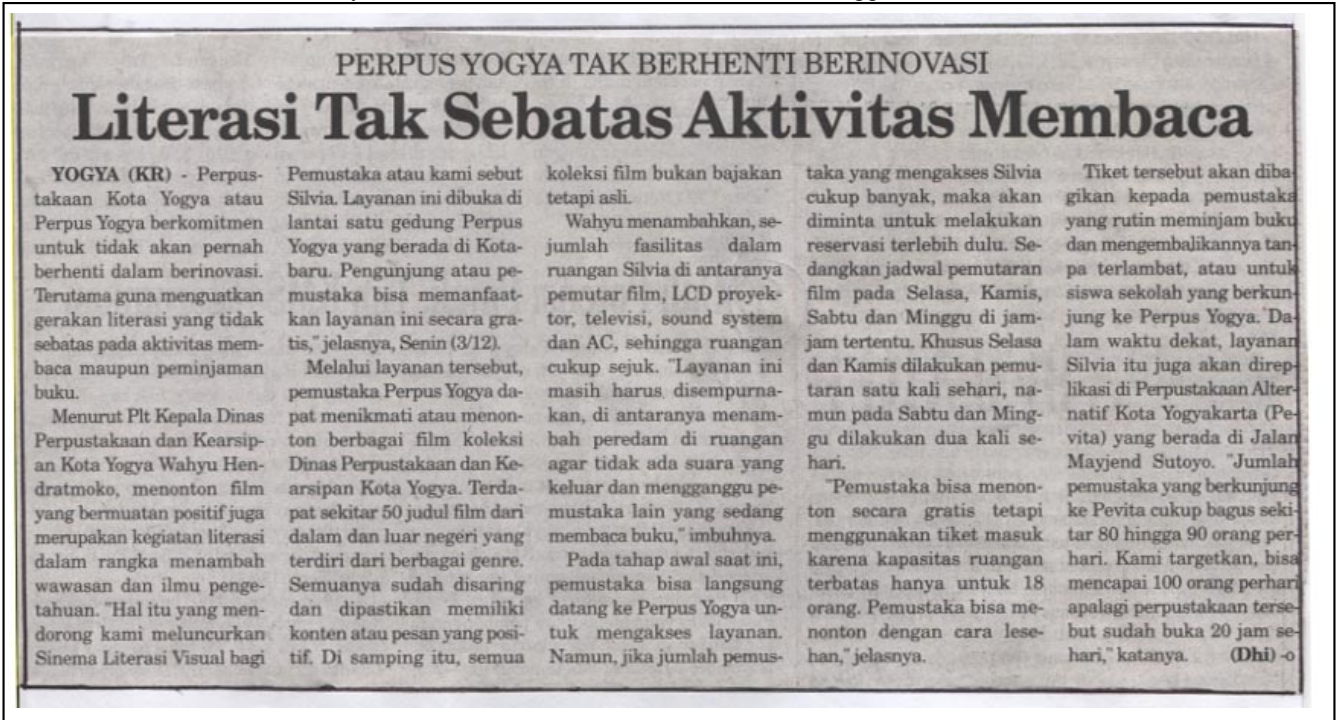 PERPUS YOGYA TAK BERHENTI BERINOVASI
Literasi Tak Sebatas Aktivitas Membaca
YOGYA (KR) - Perpus-
takaan Kota Yogya atau
Perpus Yogya berkomitmen
untuk tidak akan pernah
berhenti dalam berinovasi.
Terutama guna menguatkan
gerakan literasi yang tidak
sebatas pada aktivitas mem-
baca maupun peminjaman
buku.
Menurut Plt Kepala Dinas
Perpustakaan dan Kearsip-
an Kota Yogya Wahyu Hen-
dratmoko, menonton film
yang bermuatan positif juga
merupakan kegiatan literasi
dalam rangka menambah
wawasan dan ilmu penge-
tahuan. "Hal itu yang men-
dorong kami meluncurkan
Sinema Literasi Visual bagi
Pemustaka atau kami sebut
Silvia. Layanan ini dibuka di
lantai satu gedung Perpus
Yogya yang berada di Kota-
baru. Pengunjung atau pe-
mustaka bisa memanfaat-
kan layanan ini secara gra-
tis," jelasnya, Senin (3/12).
Melalui layanan tersebut,
pemustaka Perpus Yogya da-
pat menikmati atau menon-
ton berbagai film koleksi
Dinas Perpustakaan dan Ke-
arsipan Kota Yogya. Terda-
pat sekitar 50 judul film dari
dalam dan luar negeri yang
terdiri dari berbagai genre.
Semuanya sudah disaring
dan dipastikan memiliki
konten atau pesan yang posi-
tif. Di samping itu, semua
koleksi film bukan bajakan
tetapi asli.
Wahyu menambahkan, se-
jumlah fasilitas dalam
ruangan Silvia di antaranya
pemutar film, LCD proyek-
tor, televisi, sound system
dan AC, sehingga ruangan
cukup sejuk. "Layanan ini
masih harus disempurna-
kan, di antaranya menam-
bah peredam di ruangan
agar tidak ada suara yang
keluar dan mengganggu pe-
mustaka lain yang sedang
membaca buku," imbuhnya.
Pada tahap awal saat ini,
pemustaka bisa langsung
datang ke Perpus Yogya un-
tuk mengakses layanan.
Namun, jika jumlah pemus-
taka yang mengakses Silvia
cukup banyak, maka akan
diminta untuk melakukan
reservasi terlebih dulu. Se-
dangkan jadwal pemutaran
film pada Selasa, Kamis,
Sabtu dan Minggu di jam-
jam tertentu. Khusus Selasa
dan Kamis dilakukan pemu-
taran satu kali sehari, na-
mun pada Sabtu dan Ming-
gu dilakukan dua kali se-
hari.
"Pemustaka bisa menon-
ton secara gratis tetapi
menggunakan tiket masuk
karena kapasitas ruangan
terbatas hanya untuk 18
orang. Pemustaka bisa me-
nonton dengan cara lese-
han," jelasnya.
Tiket tersebut akan diba-
gikan kepada pemustaka
yang rutin meminjam buku
dan mengembalikannya tan-
pa terlambat, atau untuk
siswa sekolah yang berkun-
jung ke Perpus Yogya. "Da-
lam waktu dekat, layanan
Silvia itu juga akan direp-
likasi di Perpustakaan Alter-
natif Kota Yogyakarta (Pe-
vita) yang berada di Jalan
Mayjend Sutoyo. "Jumlah
pemustaka yang berkunjung
ke Pevita cukup bagus seki-
tar 80 hingga 90 orang per-
hari. Kami targetkan, bisa
mencapai 100 orang perhari
apalagi perpustakaan terse-
but sudah buka 20 jam se-
hari," katanya. (Dhi) -o